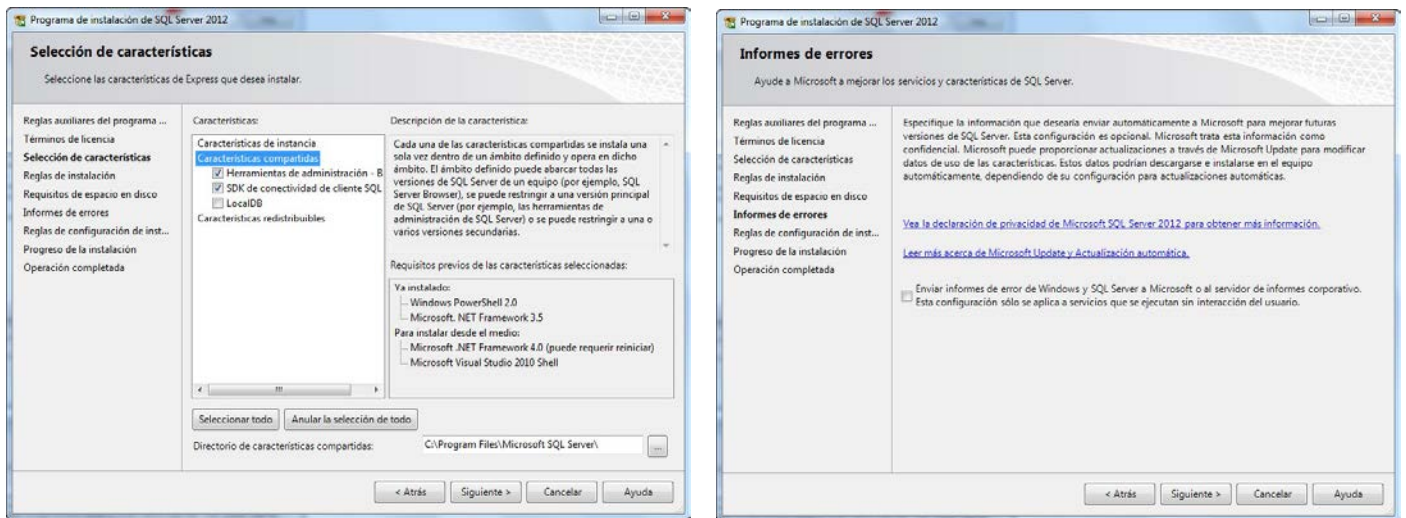 Programa de instalación de SQL Server 2012
Selección de características
Seleccione las características de Express que desea instalar.
Reglas auxiliares del programa ...
Términos de licencia
Selección de características
Reglas de instalación
Requisitos de espacio en disco
Informes de errores
Reglas de configuración de inst...
Progreso de la instalación
Operación completada
Características:
Características de instancia
Características compartidas
Herramientas de administración - B
SDK de conectividad de cliente SQL
LocalDB
Características redistribuibles
Descripción de la característica:
Cada una de las características compartidas se instala una
sola vez dentro de un ámbito definido y opera en dicho
ámbito. El ámbito definido puede abarcar todas las
versiones de SQL Server de un equipo (por ejemplo, SQL
Server Browser), se puede restringir a una versión principal
de SQL Server (por ejemplo, las herramientas de
administración de SQL Server) o se puede restringir a una o
varios versiones secundarias.
Requisitos previos de las características seleccionadas:
Ya instalado:
Windows PowerShell 2.0
Microsoft. NET Framework 3.5
Para instalar desde el medio:
Microsoft .NET Framework 4.0 (puede requerir reiniciar)
Microsoft Visual Studio 2010 Shell
Seleccionar todo
Anular la selección de todo
Directorio de características compartidas:
C:\Program Files\Microsoft SQL Server\
...
< Atrás
Siguiente >
Cancelar
Ayuda
Programa de instalación de SQL Server 2012
Informes de errores
Ayude a Microsoft a mejorar los servicios y características de SQL Server.
Reglas auxiliares del programa ...
Términos de licencia
Selección de características
Reglas de instalación
Requisitos de espacio en disco
Informes de errores
Reglas de configuración de inst...
Progreso de la instalación
Operación completada
Especifique la información que desearía enviar automáticamente a Microsoft para mejorar futuras
versiones de SQL Server. Esta configuración es opcional. Microsoft trata esta información como
confidencial. Microsoft puede proporcionar actualizaciones a través de Microsoft Update para modificar
datos de uso de las características. Estos datos podrían descargarse e instalarse en el equipo
automáticamente, dependiendo de su configuración para actualizaciones automáticas.
Vea la declaración de privacidad de Microsoft SQL Server 2012 para obtener más información.
Leer más acerca de Microsoft Update y Actualización automática.
Enviar informes de error de Windows y SQL Server a Microsoft o al servidor de informes corporativo.
Esta configuración sólo se aplica a servicios que se ejecutan sin interacción del usuario.
< Atrás
Siguiente >
Cancelar
Ayuda